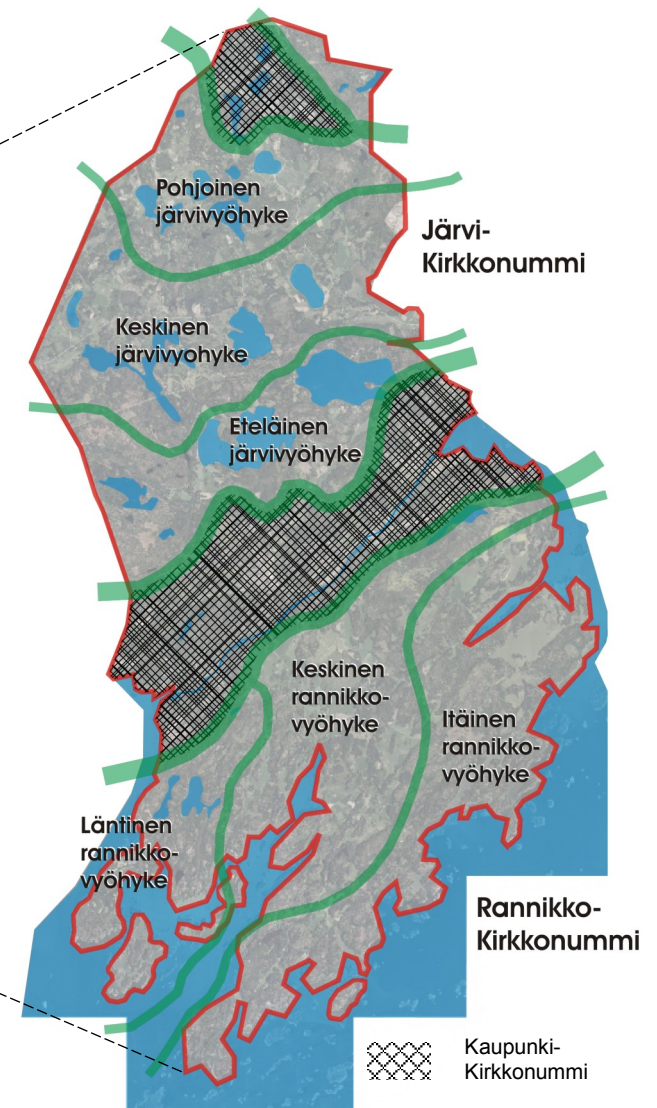 Pohjoinen
järvivyöhyke
Järvi-
Kirkkonummi
Keskinen
järvivyohyke
Eteläinen
järvivyöhyke
Keskinen
rannikko-
vyöhyke
Itäinen
rannikko-
vyöhyke
Läntinen
rannikko-
vyöhyke
Rannikko-
Kirkkonummi
Kaupunki-
Kirkkonummi